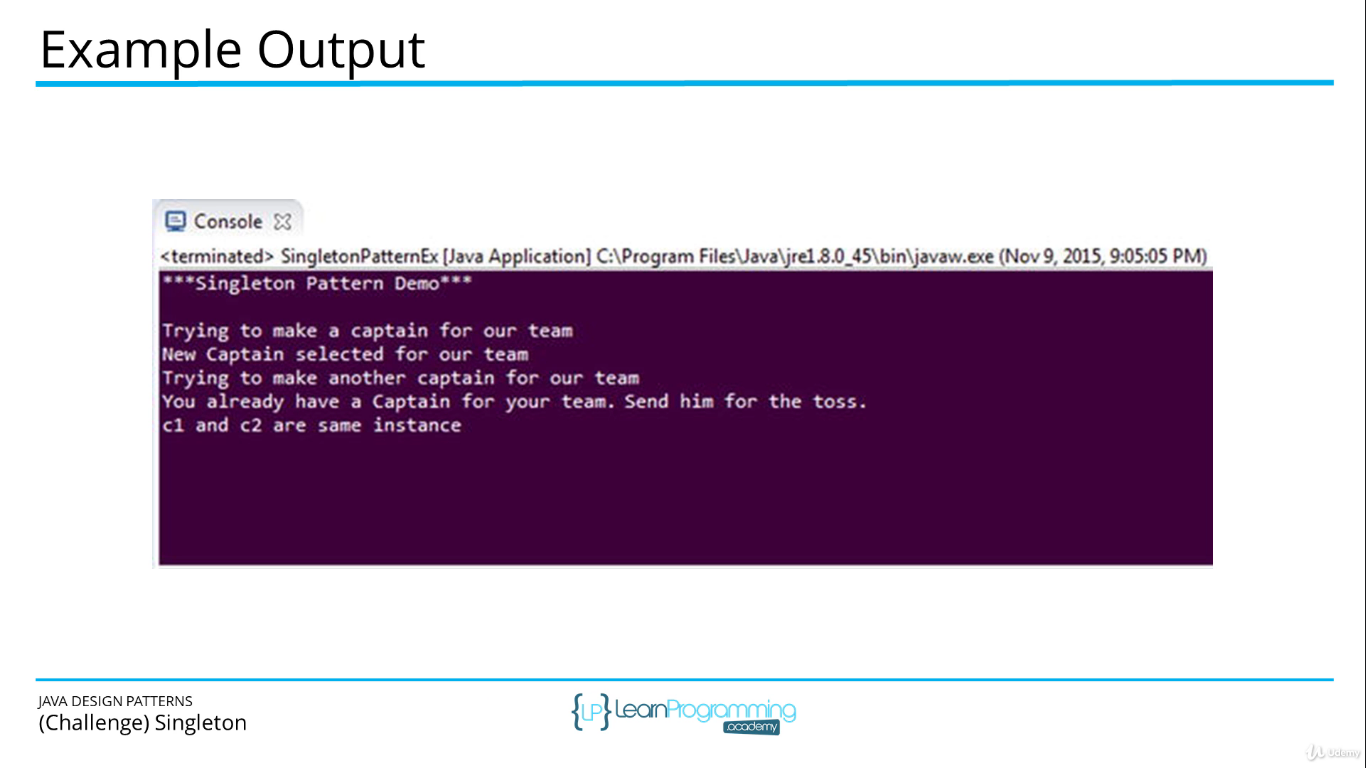 Example Output
Console
<terminated> SingletonPatternEx [Java Application] C:\Program Files\Java\jre1.8.0_45\bin\javaw.exe (Nov 9, 2015, 9:05:05 PM)
***Singleton Pattern Demo***
Trying to make a captain for our team
New Captain selected for our team
Trying to make another captain for our team
You already have a Captain for your team. Send him for the toss.
c1 and c2 are same instance
JAVA DESIGN PATTERNS
(Challenge) Singleton
{LP} LearnProgramming
.academy
Udemy